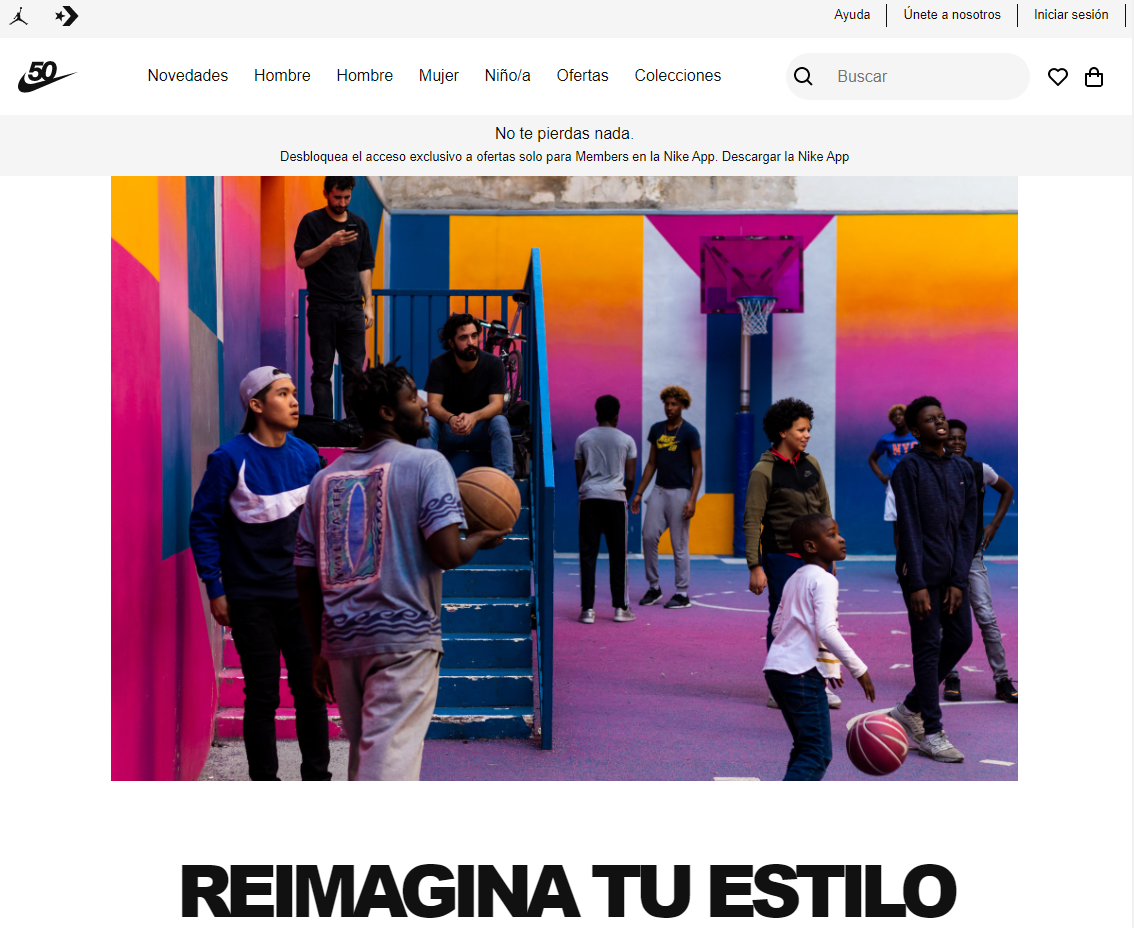 Ayuda
Únete a nosotros
Iniciar sesión
50
Novedades Hombre Hombre Mujer Niño/a Ofertas Colecciones
Buscar
No te pierdas nada.
Desbloquea el acceso exclusivo a ofertas solo para Members en la Nike App. Descargar la Nike App
NYC
REIMAGINA TU ESTILO